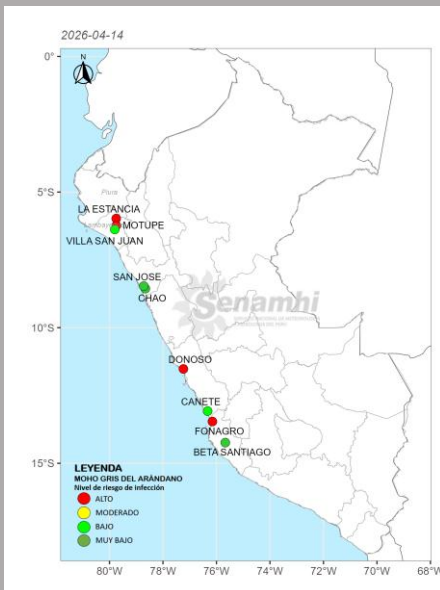 2026-04-14
N
0°
5°S
10°S
15°S
Piura
LA ESTANCIA
MOTUPE
VILLA SAN JUAN
SAN JOSE
CHAO
Senamhi
DONOSO
CANETE
FONAGRO
BETA SANTIAGO
LEYENDA
MOHO GRIS DEL ARÁNDANO
Nivel de riesgo de infección
ALTO
MODERADO
BAJO
MUY BAJO
80°W 78°W 76°W 74°W 72°W 70°W 68°W